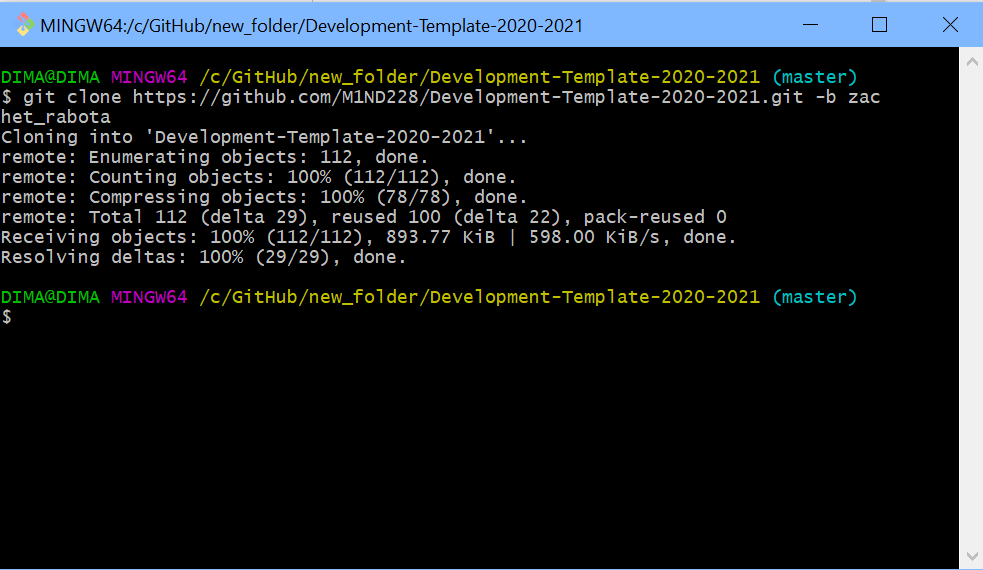 MINGW64:/c/GitHub/new_folder/Development-Template-2020-2021
DIMA@DIMA MINGW64 /c/GitHub/new_folder/Development-Template-2020-2021 (master)
$ git clone https://github.com/M1ND228/Development-Template-2020-2021.git -b zac
het_rabota
Cloning into 'Development-Template-2020-2021'...
remote: Enumerating objects: 112, done.
remote: Counting objects: 100% (112/112), done.
remote: Compressing objects: 100% (78/78), done.
remote: Total 112 (delta 29), reused 100 (delta 22), pack-reused 0
Receiving objects: 100% (112/112), 893.77 KiB | 598.00 KiB/s, done.
Resolving deltas: 100% (29/29), done.
DIMA@DIMA MINGW64 /c/GitHub/new_folder/Development-Template-2020-2021 (master)
$